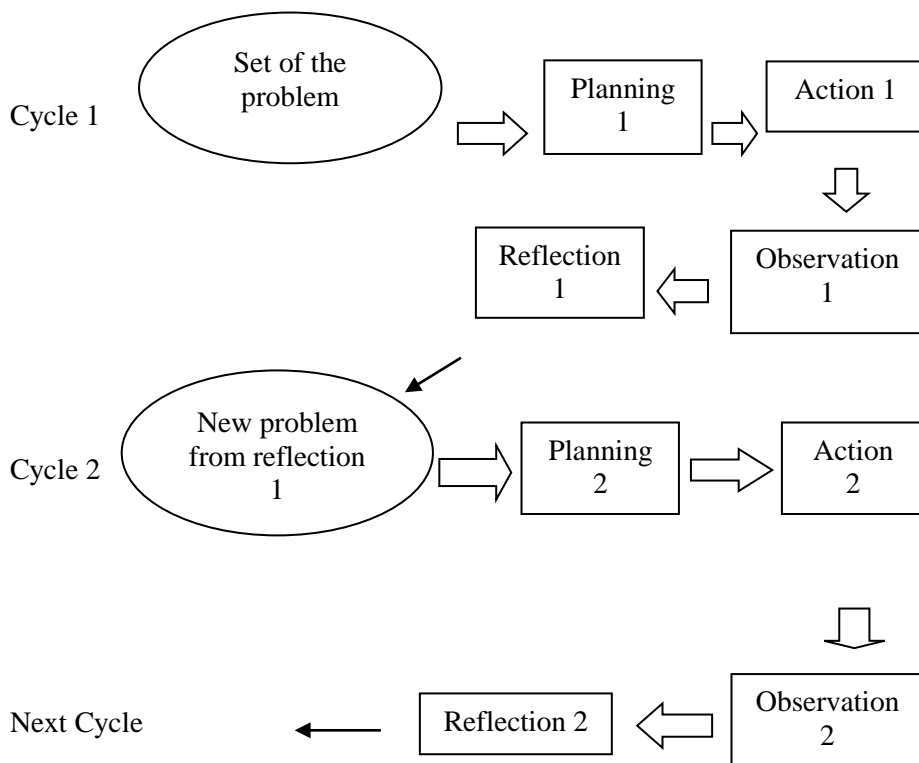 Set of the
problem
Cycle 1
Planning
1
Action 1
Reflection
1
Observation
1
New problem
from reflection
1
Cycle 2
Planning
2
Action
2
Next Cycle
Reflection 2
Observation
2